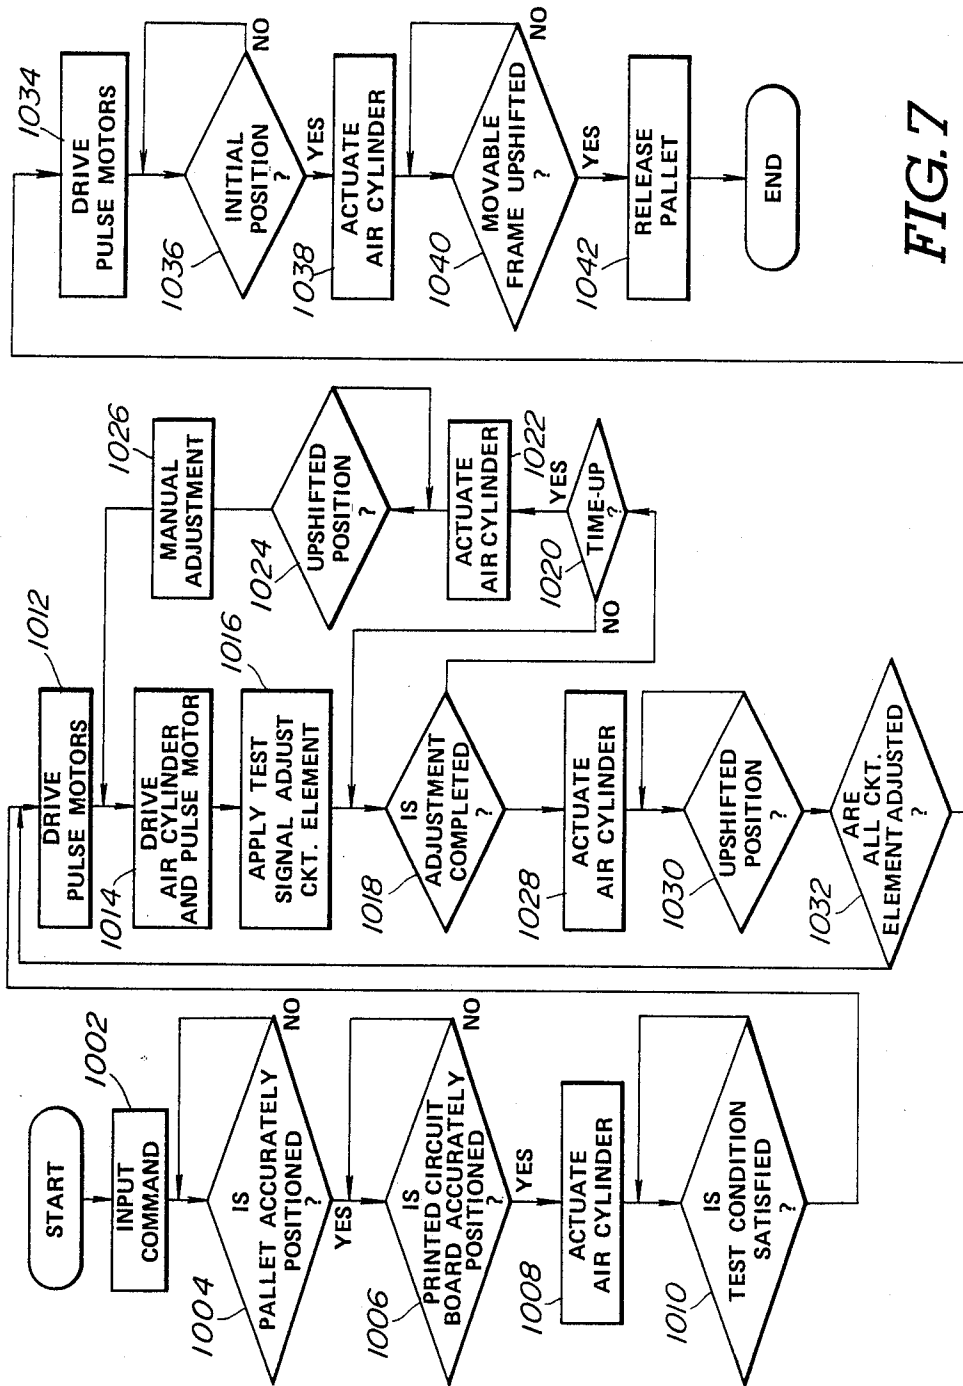 START
1002
INPUT
COMMAND
1004
IS
PALLET ACCURATELY
POSITIONED
?
NO
YES
1006
IS
PRINTED CIRCUIT
BOARD ACCURATELY
POSITIONED
?
NO
YES
1008
ACTUATE
AIR CYLINDER
1010
IS
TEST CONDITION
SATISFIED
?
1012
DRIVE
PULSE MOTORS
1014
DRIVE
AIR CYLINDER
AND PULSE MOTOR
1016
APPLY TEST
SIGNAL ADJUST
CKT. ELEMENT
1018
IS
ADJUSTMENT
COMPLETED
?
1020
TIME-UP
?
NO
YES
1022
ACTUATE
AIR CYLINDER
1024
UPSHIFTED
POSITION
?
1026
MANUAL
ADJUSTMENT
1028
ACTUATE
AIR CYLINDER
1030
UPSHIFTED
POSITION
?
1032
ARE
ALL CKT.
ELEMENT ADJUSTED
?
1034
DRIVE
PULSE MOTORS
1036
INITIAL
POSITION
?
NO
YES
1038
ACTUATE
AIR CYLINDER
1040
MOVABLE
FRAME UPSHIFTED
?
NO
YES
1042
RELEASE
PALLET
END
FIG. 7